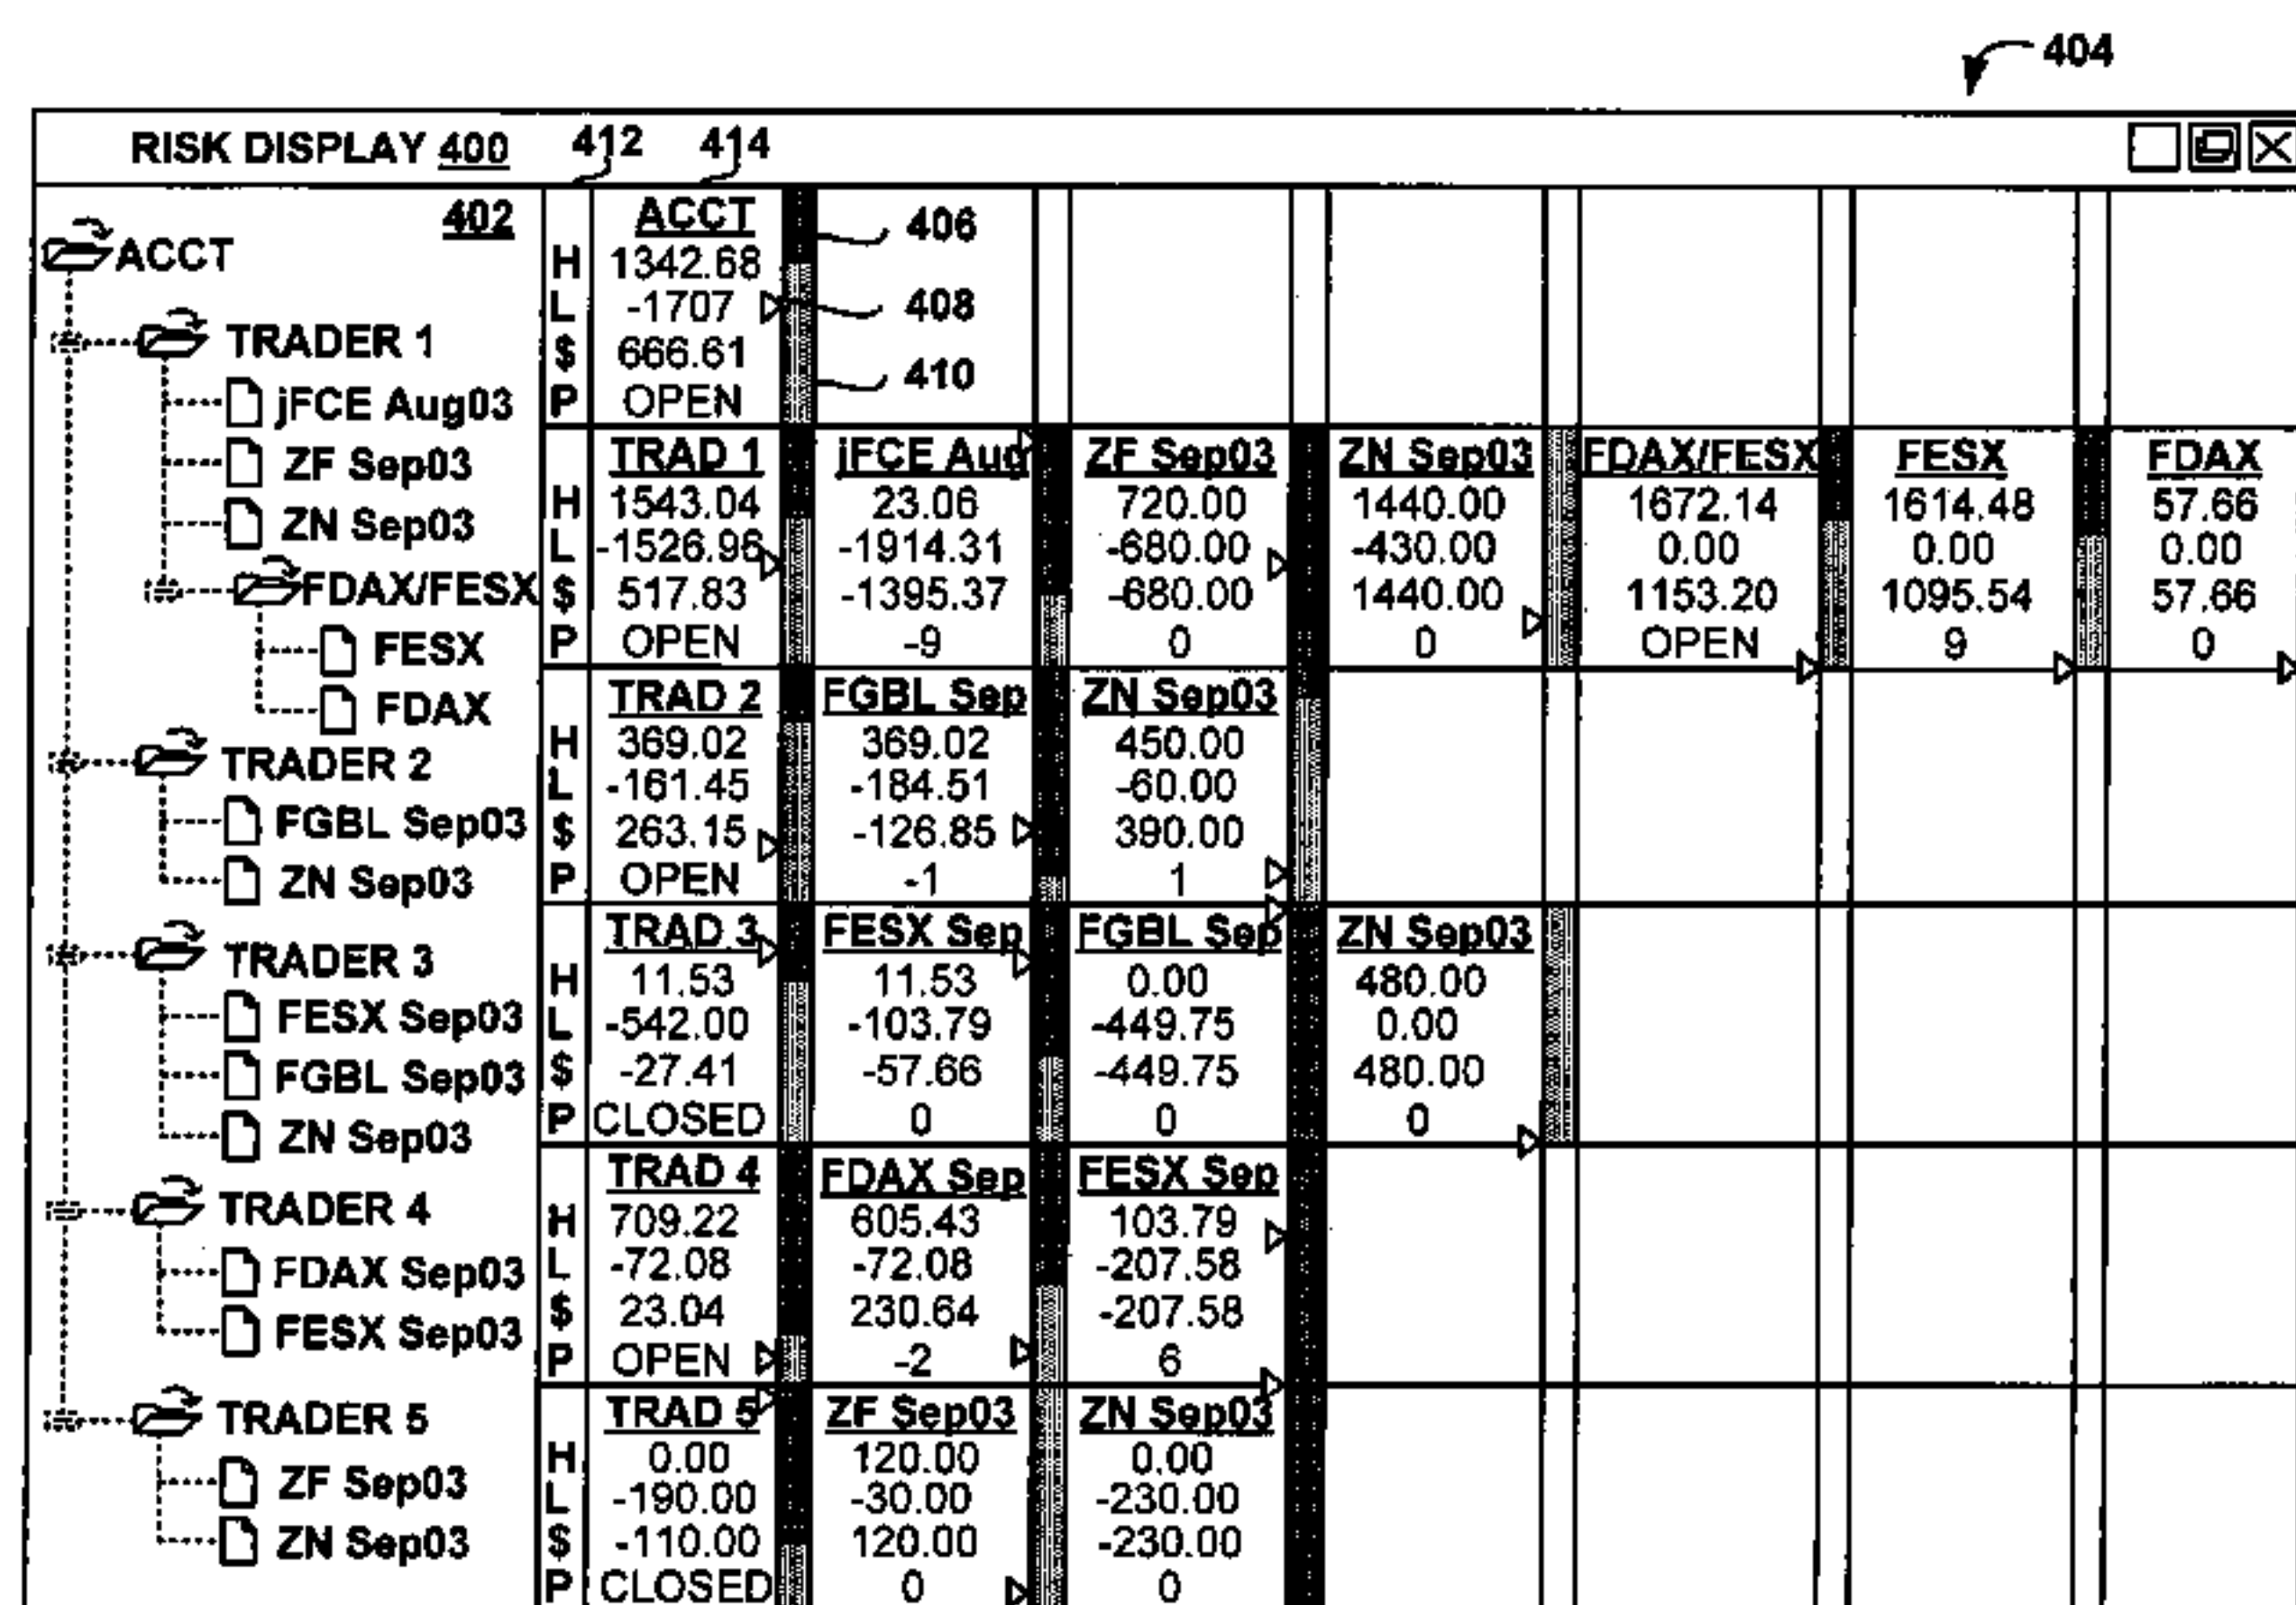 404
RISK DISPLAY 400 412 414
402
ACCT
TRADER 1
jFCE Aug03
ZF Sep03
ZN Sep03
FDAX/FESX
FESX
FDAX
TRADER 2
FGBL Sep03
ZN Sep03
TRADER 3
FESX Sep03
FGBL Sep03
ZN Sep03
TRADER 4
FDAX Sep03
FESX Sep03
TRADER 5
ZF Sep03
ZN Sep03
ACCT 406
H 1342.68
L -1707 408
$ 666.61 410
P OPEN
TRAD 1 jFCE Aug ZF Sep03 ZN Sep03 FDAX/FESX FESX FDAX
H 1543.04 23.06 720.00 1440.00 1672.14 1614.48 57.66
L -1526.96 -1914.31 -680.00 -430.00 0.00 0.00 0.00
$ 517.83 -1395.37 -680.00 1440.00 1153.20 1095.54 57.66
P OPEN -9 0 0 OPEN 9 0
TRAD 2 FGBL Sep ZN Sep03
H 369.02 369.02 450.00
L -161.45 -184.51 -60.00
$ 263.15 -126.85 390.00
P OPEN -1 1
TRAD 3 FESX Sep FGBL Sep ZN Sep03
H 11.53 11.53 0.00 480.00
L -542.00 -103.79 -449.75 0.00
$ -27.41 -57.66 -449.75 480.00
P CLOSED 0 0 0
TRAD 4 FDAX Sep FESX Sep
H 709.22 605.43 103.79
L -72.08 -72.08 -207.58
$ 23.04 230.64 -207.58
P OPEN -2 6
TRAD 5 ZF Sep03 ZN Sep03
H 0.00 120.00 0.00
L -190.00 -30.00 -230.00
$ -110.00 120.00 -230.00
P CLOSED 0 0